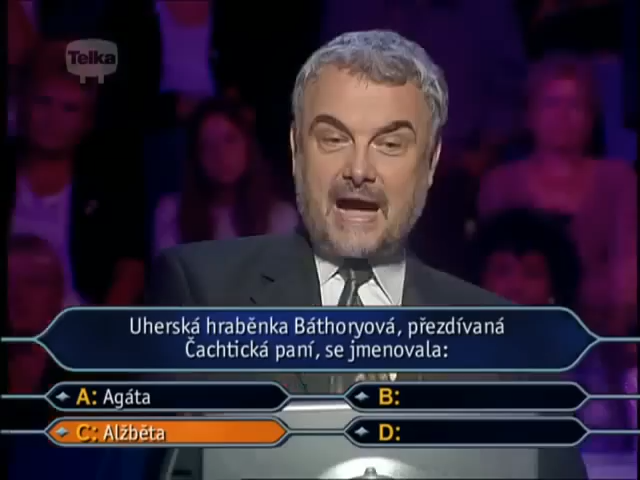 Telka
Uherská hraběnka Báthoryová, přezdívaná
Čachtická paní, se jmenovala:
A: Agáta
B:
C: Alžběta
D: